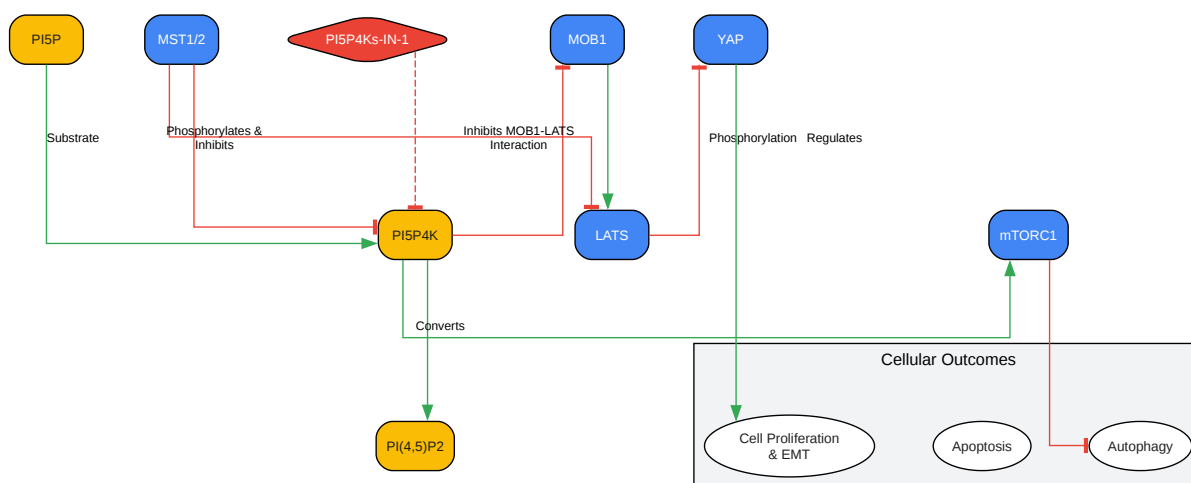 PI5P
MST1/2
PI5P4Ks-IN-1
MOB1
YAP
Substrate
Phosphorylates &
Inhibits
Inhibits MOB1-LATS
Interaction
Phosphorylation
Regulates
PI5P4K
LATS
mTORC1
Converts
Cellular Outcomes
PI(4,5)P2
Cell Proliferation
& EMT
Apoptosis
Autophagy